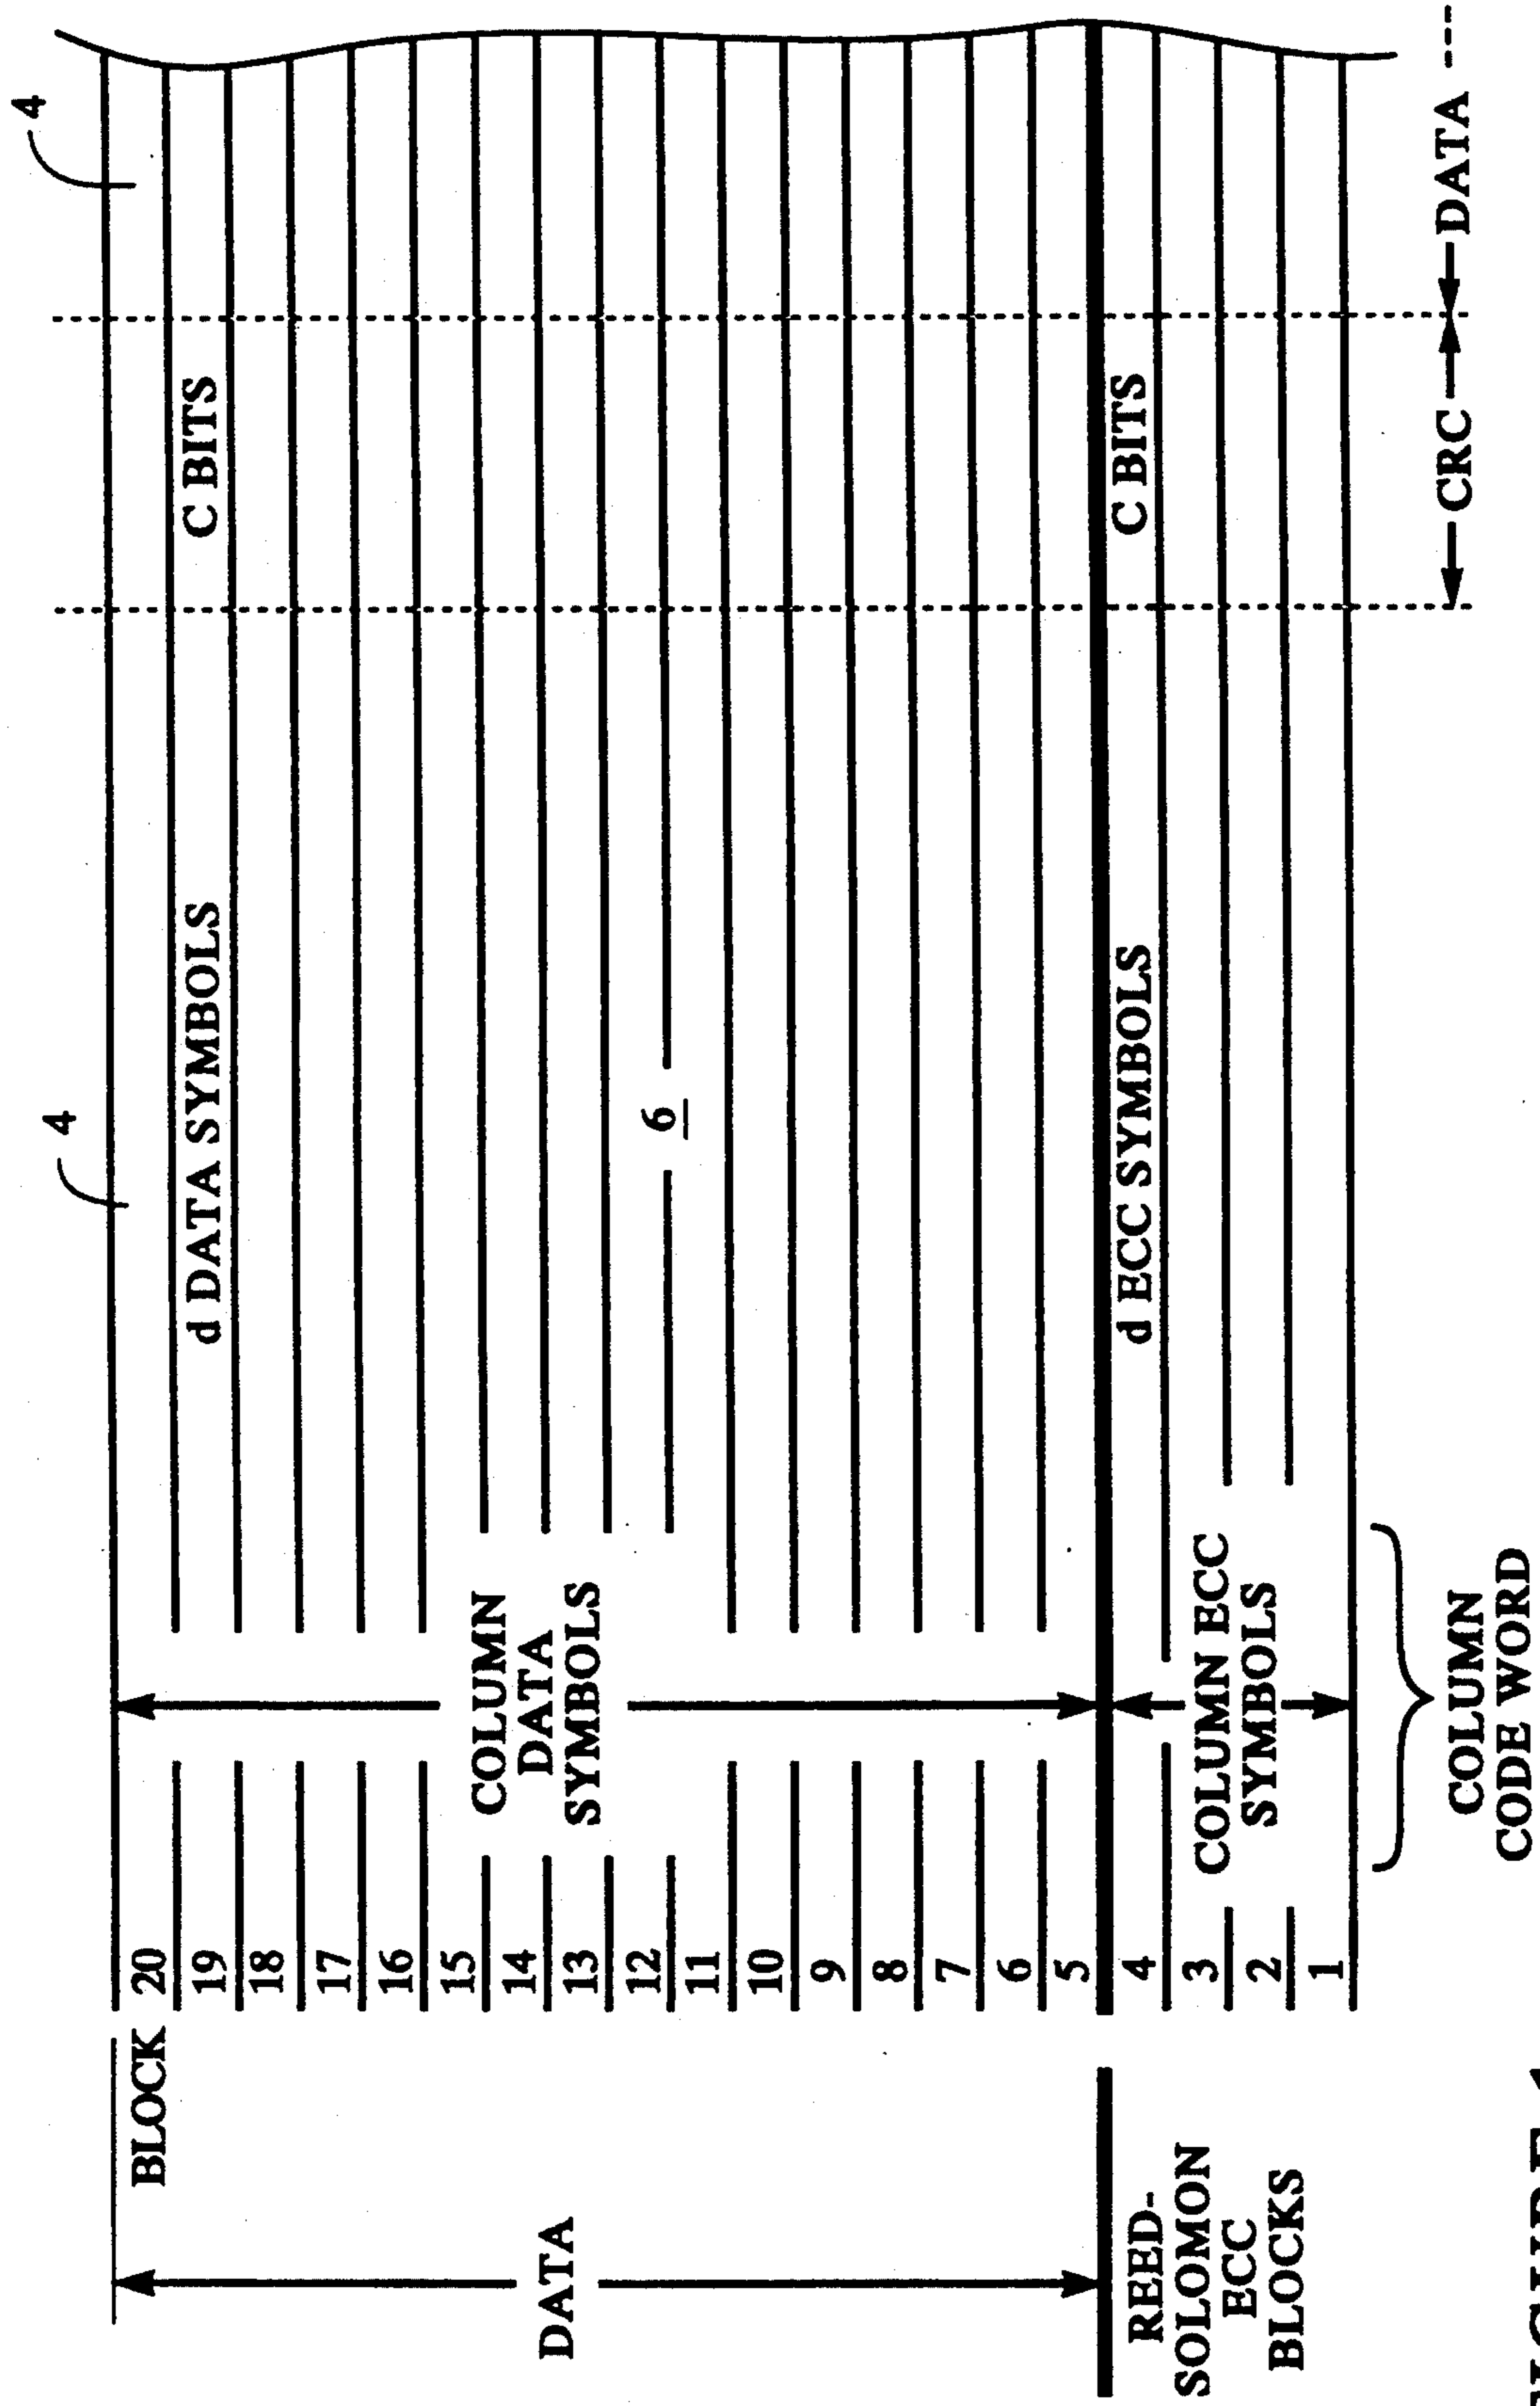 4
4
BLOCK
20
d DATA SYMBOLS
C BITS
19
18
17
16
15
COLUMN
DATA
SYMBOLS
14
13
12
6
11
10
9
8
7
6
5
DATA
REED-
SOLOMON
ECC
BLOCKS
4
d ECC SYMBOLS
C BITS
3
COLUMN ECC
SYMBOLS
2
1
CRC
DATA
COLUMN
CODE WORD